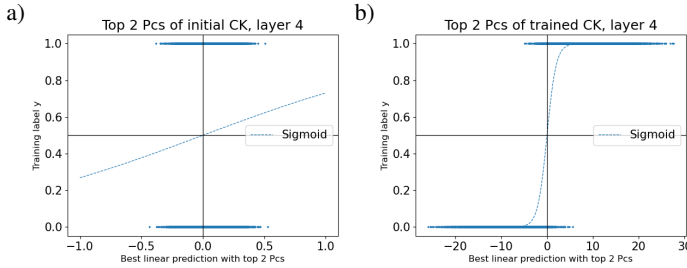 a)
Top 2 Pcs of initial CK, layer 4
Training label y
1.0
0.8
0.6
0.4
0.2
0.0
Sigmoid
−1.0 −0.5 0.0 0.5 1.0
Best linear prediction with top 2 Pcs
b)
Top 2 Pcs of trained CK, layer 4
Training label y
1.0
0.8
0.6
0.4
0.2
0.0
Sigmoid
−20 −10 0 10 20 30
Best linear prediction with top 2 Pcs